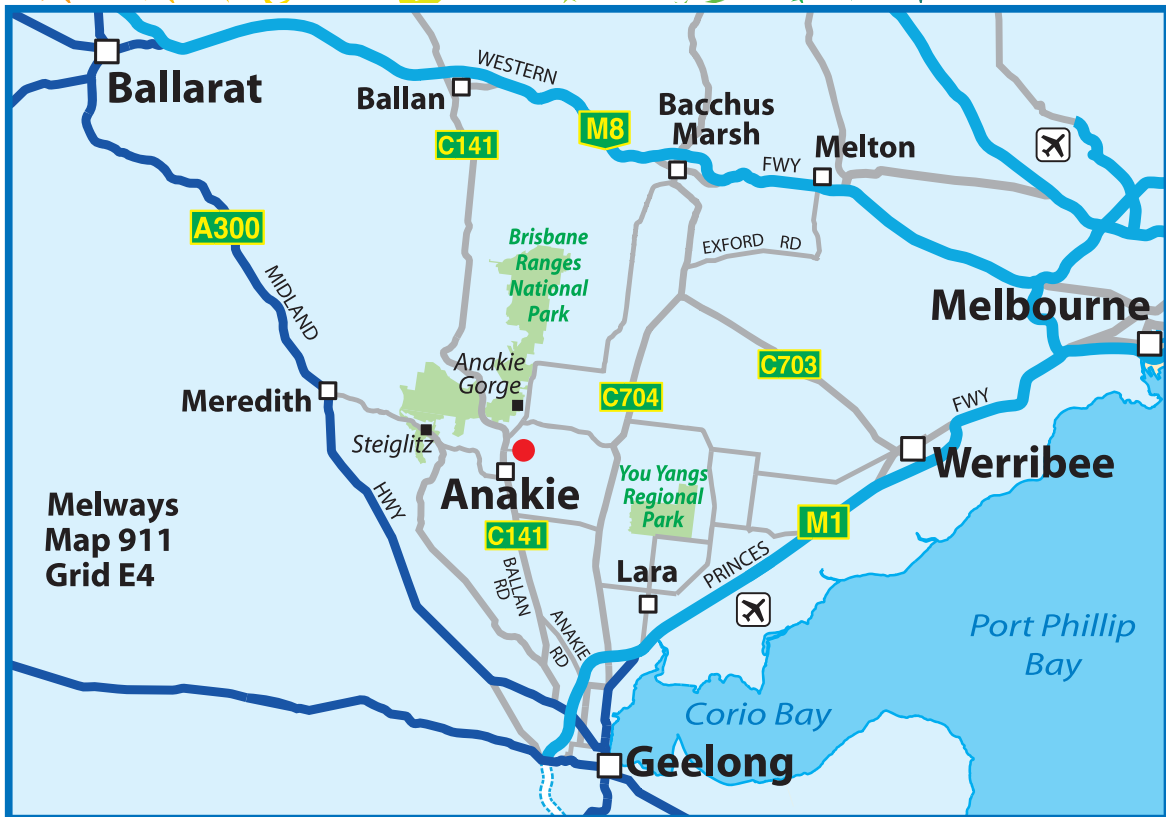 Ballarat
WESTERN
Ballan
C141
M8
Bacchus
Marsh
FWY
Melton
A300
MIDLAND
Brisbane
Ranges
National
Park
EXFORD RD
Melbourne
Anakie
Gorge
C703
C704
FWY
Meredith
Steiglitz
Werribee
Anakie
You Yangs
Regional
Park
HWY
Melways
Map 911
Grid E4
C141
M1
PRINCES
BALLAN
RD
Lara
ANAKIE
RD
Port Phillip
Bay
Corio Bay
Geelong